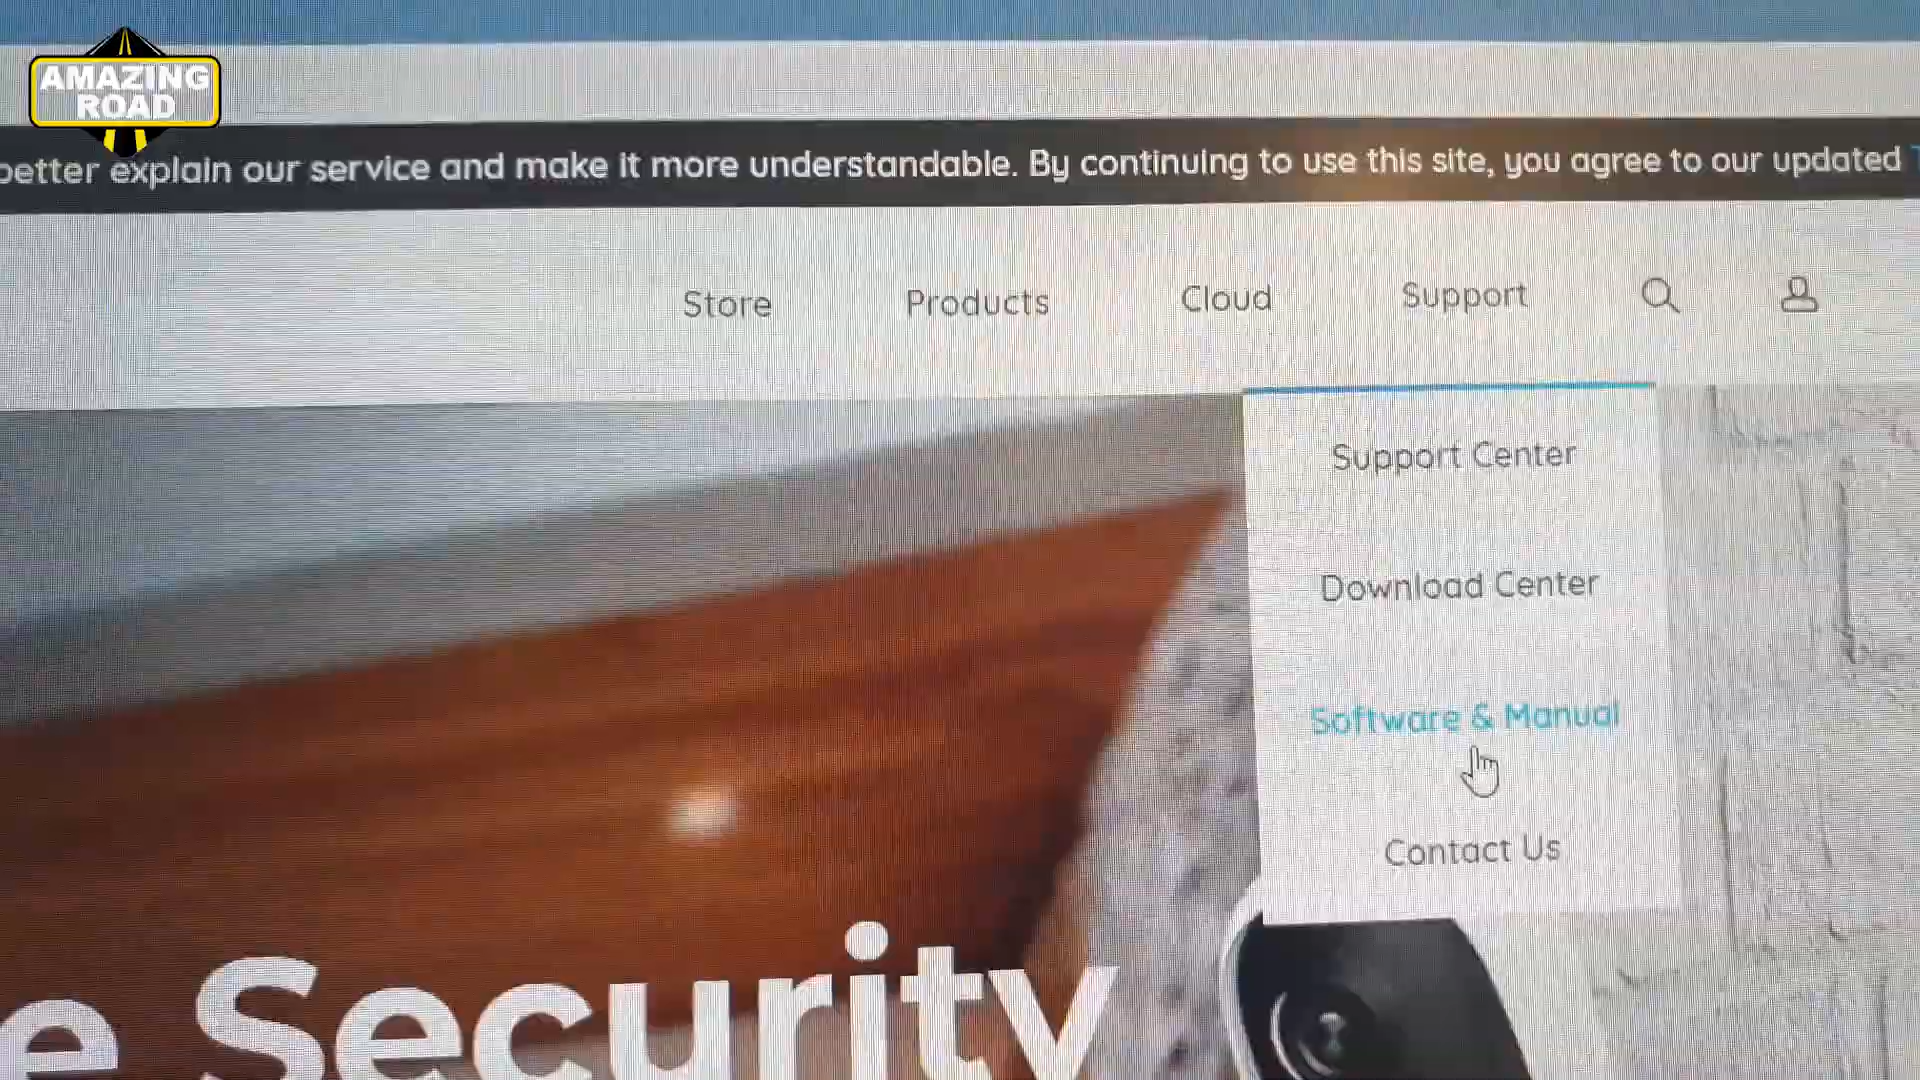 AMAZING
ROAD
better explain our service and make it more understandable. By continuing to use this site, you agree to our updated
Store Products Cloud Support
Support Center
Download Center
Software & Manual
Contact Us
e Security